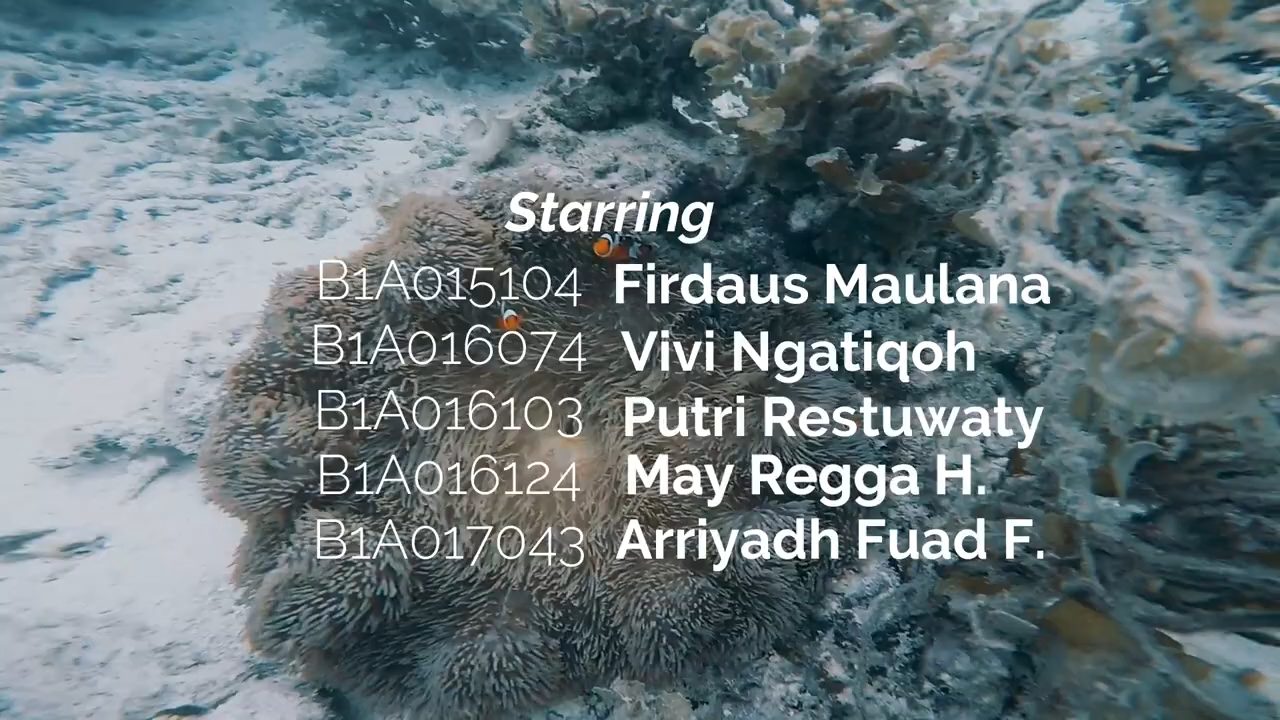 Starring
B1A015104 Firdaus Maulana
B1A016074 Vivi Ngatiqoh
B1A016103 Putri Restuwaty
B1A016124 May Regga H.
B1A017043 Arriyadh Fuad F.